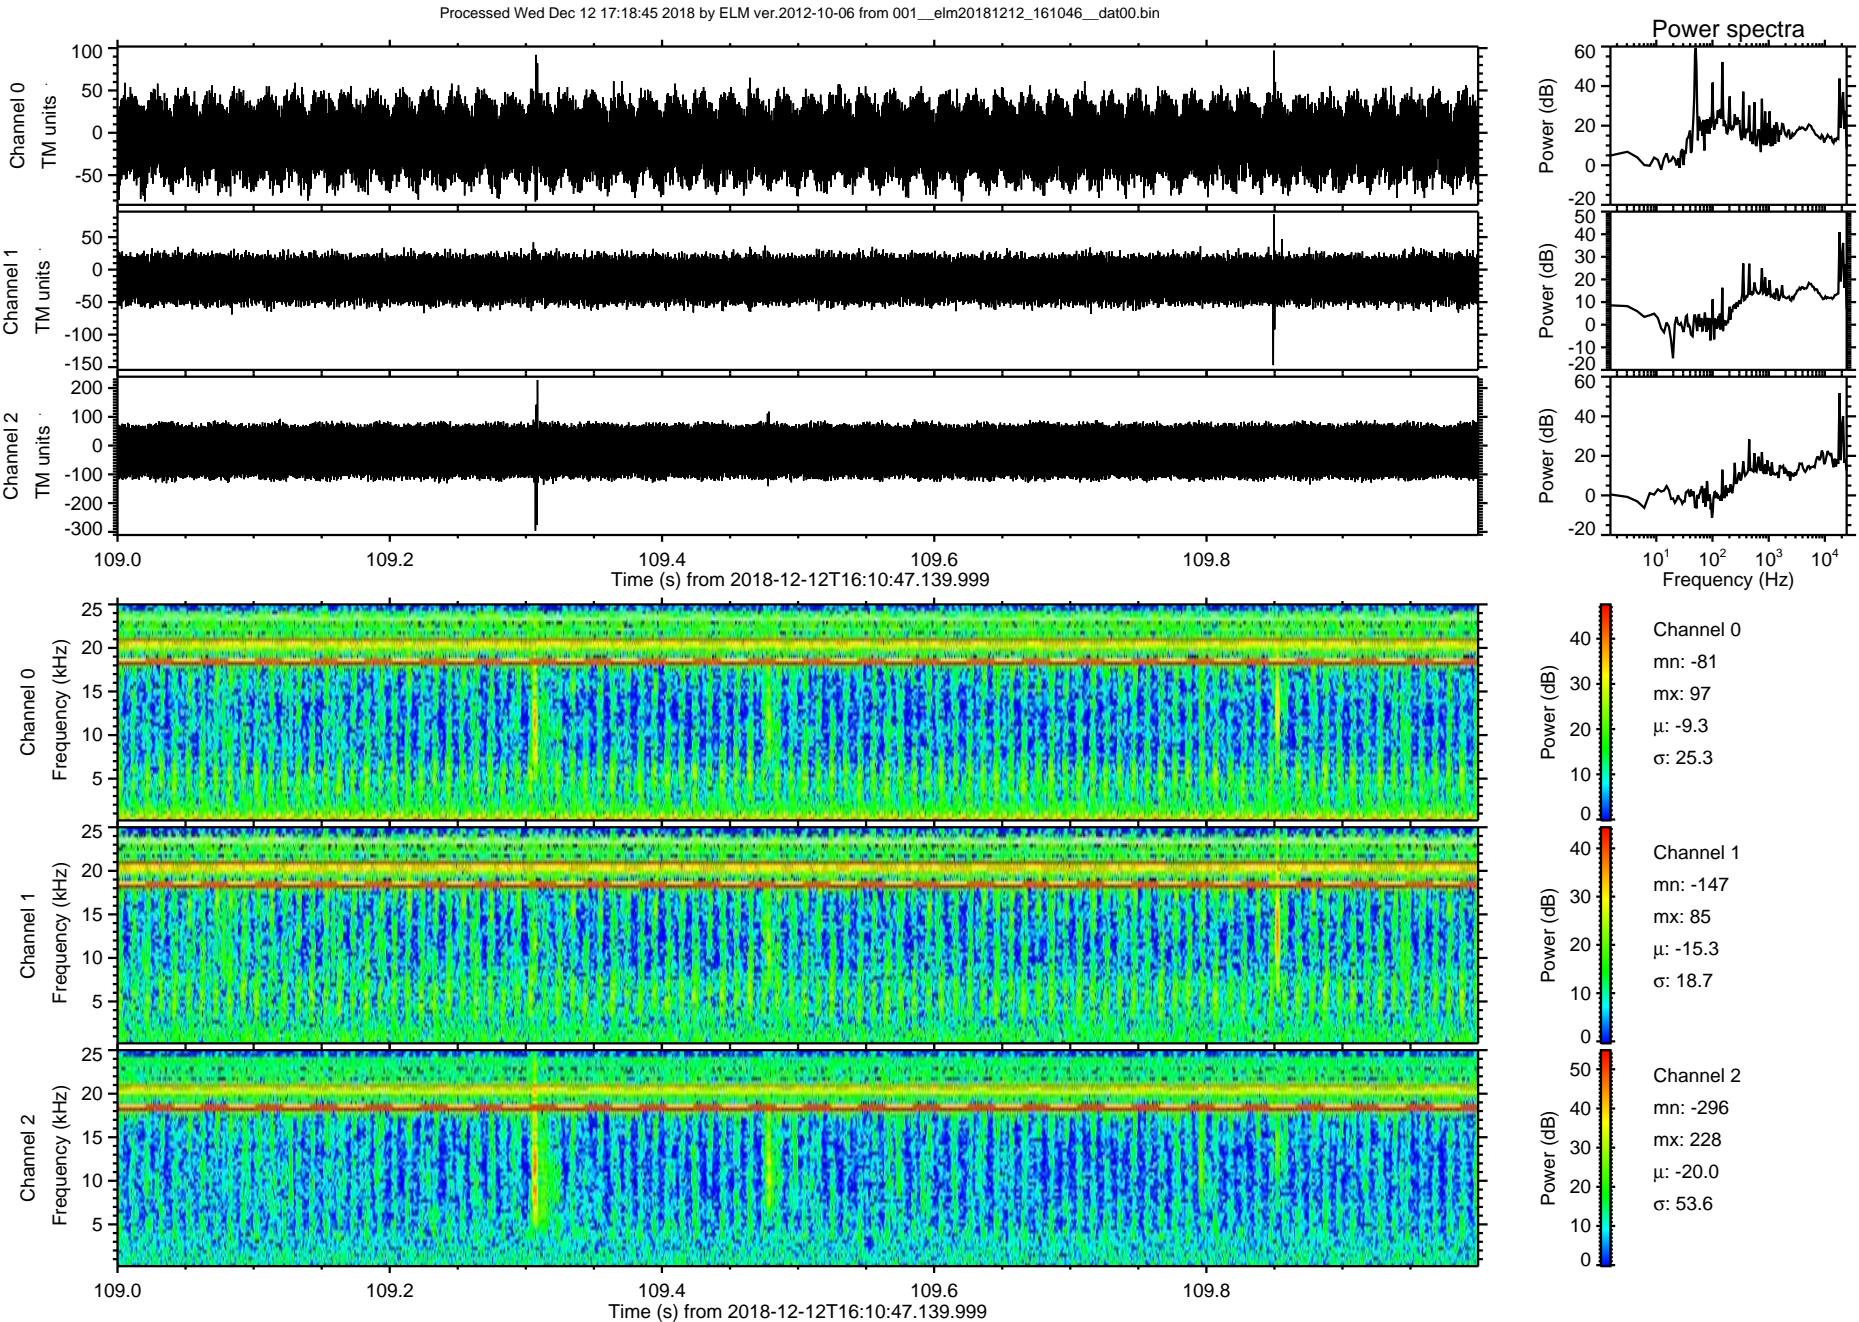 Processed Wed Dec 12 17:18:45 2018 by ELM ver.2012-10-06 from 001__elm20181212_161046__dat00.bin
Power spectra
Channel 0
TM units
100
50
0
-50
Power (dB)
60
40
20
0
-20
Channel 1
TM units
50
0
-50
-100
-150
Power (dB)
50
40
30
20
10
0
-10
-20
Channel 2
TM units
200
100
0
-100
-200
-300
Power (dB)
60
40
20
0
-20
109.0 109.2 109.4 109.6 109.8
Time (s) from 2018-12-12T16:10:47.139.999
10^1 10^2 10^3 10^4
Frequency (Hz)
Channel 0
Frequency (kHz)
25
20
15
10
5
Power (dB)
40
30
20
10
0
Channel 0
mn: -81
mx: 97
μ: -9.3
σ: 25.3
Channel 1
Frequency (kHz)
25
20
15
10
5
Power (dB)
40
30
20
10
0
Channel 1
mn: -147
mx: 85
μ: -15.3
σ: 18.7
Channel 2
Frequency (kHz)
25
20
15
10
5
Power (dB)
50
40
30
20
10
0
Channel 2
mn: -296
mx: 228
μ: -20.0
σ: 53.6
109.0 109.2 109.4 109.6 109.8
Time (s) from 2018-12-12T16:10:47.139.999